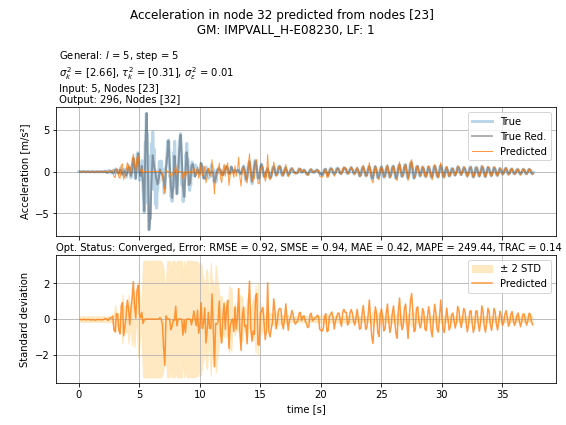 Acceleration in node 32 predicted from nodes [23]
GM: IMPVALL_H-E08230, LF: 1
General: l = 5, step = 5
σ²ₖ = [2.66], τ²ₖ = [0.31], σ²ε = 0.01
Input: 5, Nodes [23]
Output: 296, Nodes [32]
Acceleration [m/s²]
5
0
−5
True
True Red.
Predicted
Opt. Status: Converged, Error: RMSE = 0.92, SMSE = 0.94, MAE = 0.42, MAPE = 249.44, TRAC = 0.14
Standard deviation
2
0
−2
± 2 STD
Predicted
0 5 10 15 20 25 30 35
time [s]